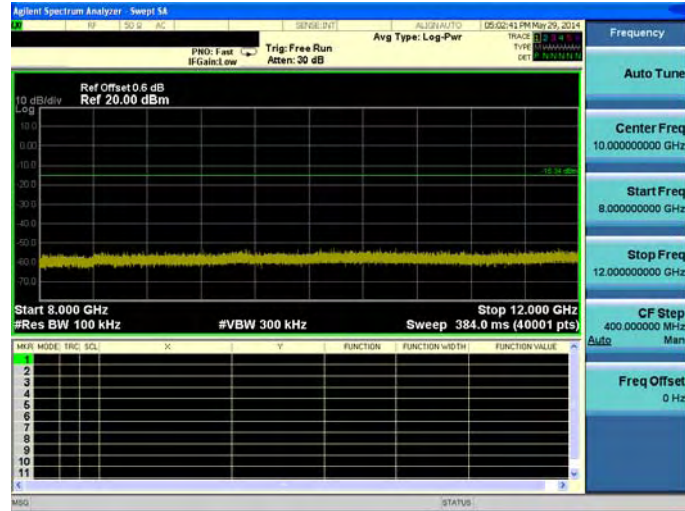 Agilent Spectrum Analyzer - Swept SA
RF 50 Ω AC SENSE:INT ALIGNAUTO 05:02:41 PM May 29, 2014
Avg Type: Log-Pwr TRACE 1 2 3 4 5 6
PNO: Fast Trig: Free Run TYPE
IFGain:Low Atten: 30 dB DET P N N N N N
Ref Offset 0.6 dB
10 dB/div Ref 20.00 dBm
Log
10.0
0.00
-10.0
-20.0
-30.0
-40.0
-50.0
-60.0
-70.0
Start 8.000 GHz Stop 12.000 GHz
#Res BW 100 kHz #VBW 300 kHz Sweep 384.0 ms (40001 pts)
MKR MODE TRC SCL X Y FUNCTION FUNCTION WIDTH FUNCTION VALUE
1
2
3
4
5
6
7
8
9
10
11
MSG STATUS
Frequency
Auto Tune
Center Freq
10.000000000 GHz
Start Freq
8.000000000 GHz
Stop Freq
12.000000000 GHz
CF Step
400.000000 MHz
Auto Man
Freq Offset
0 Hz